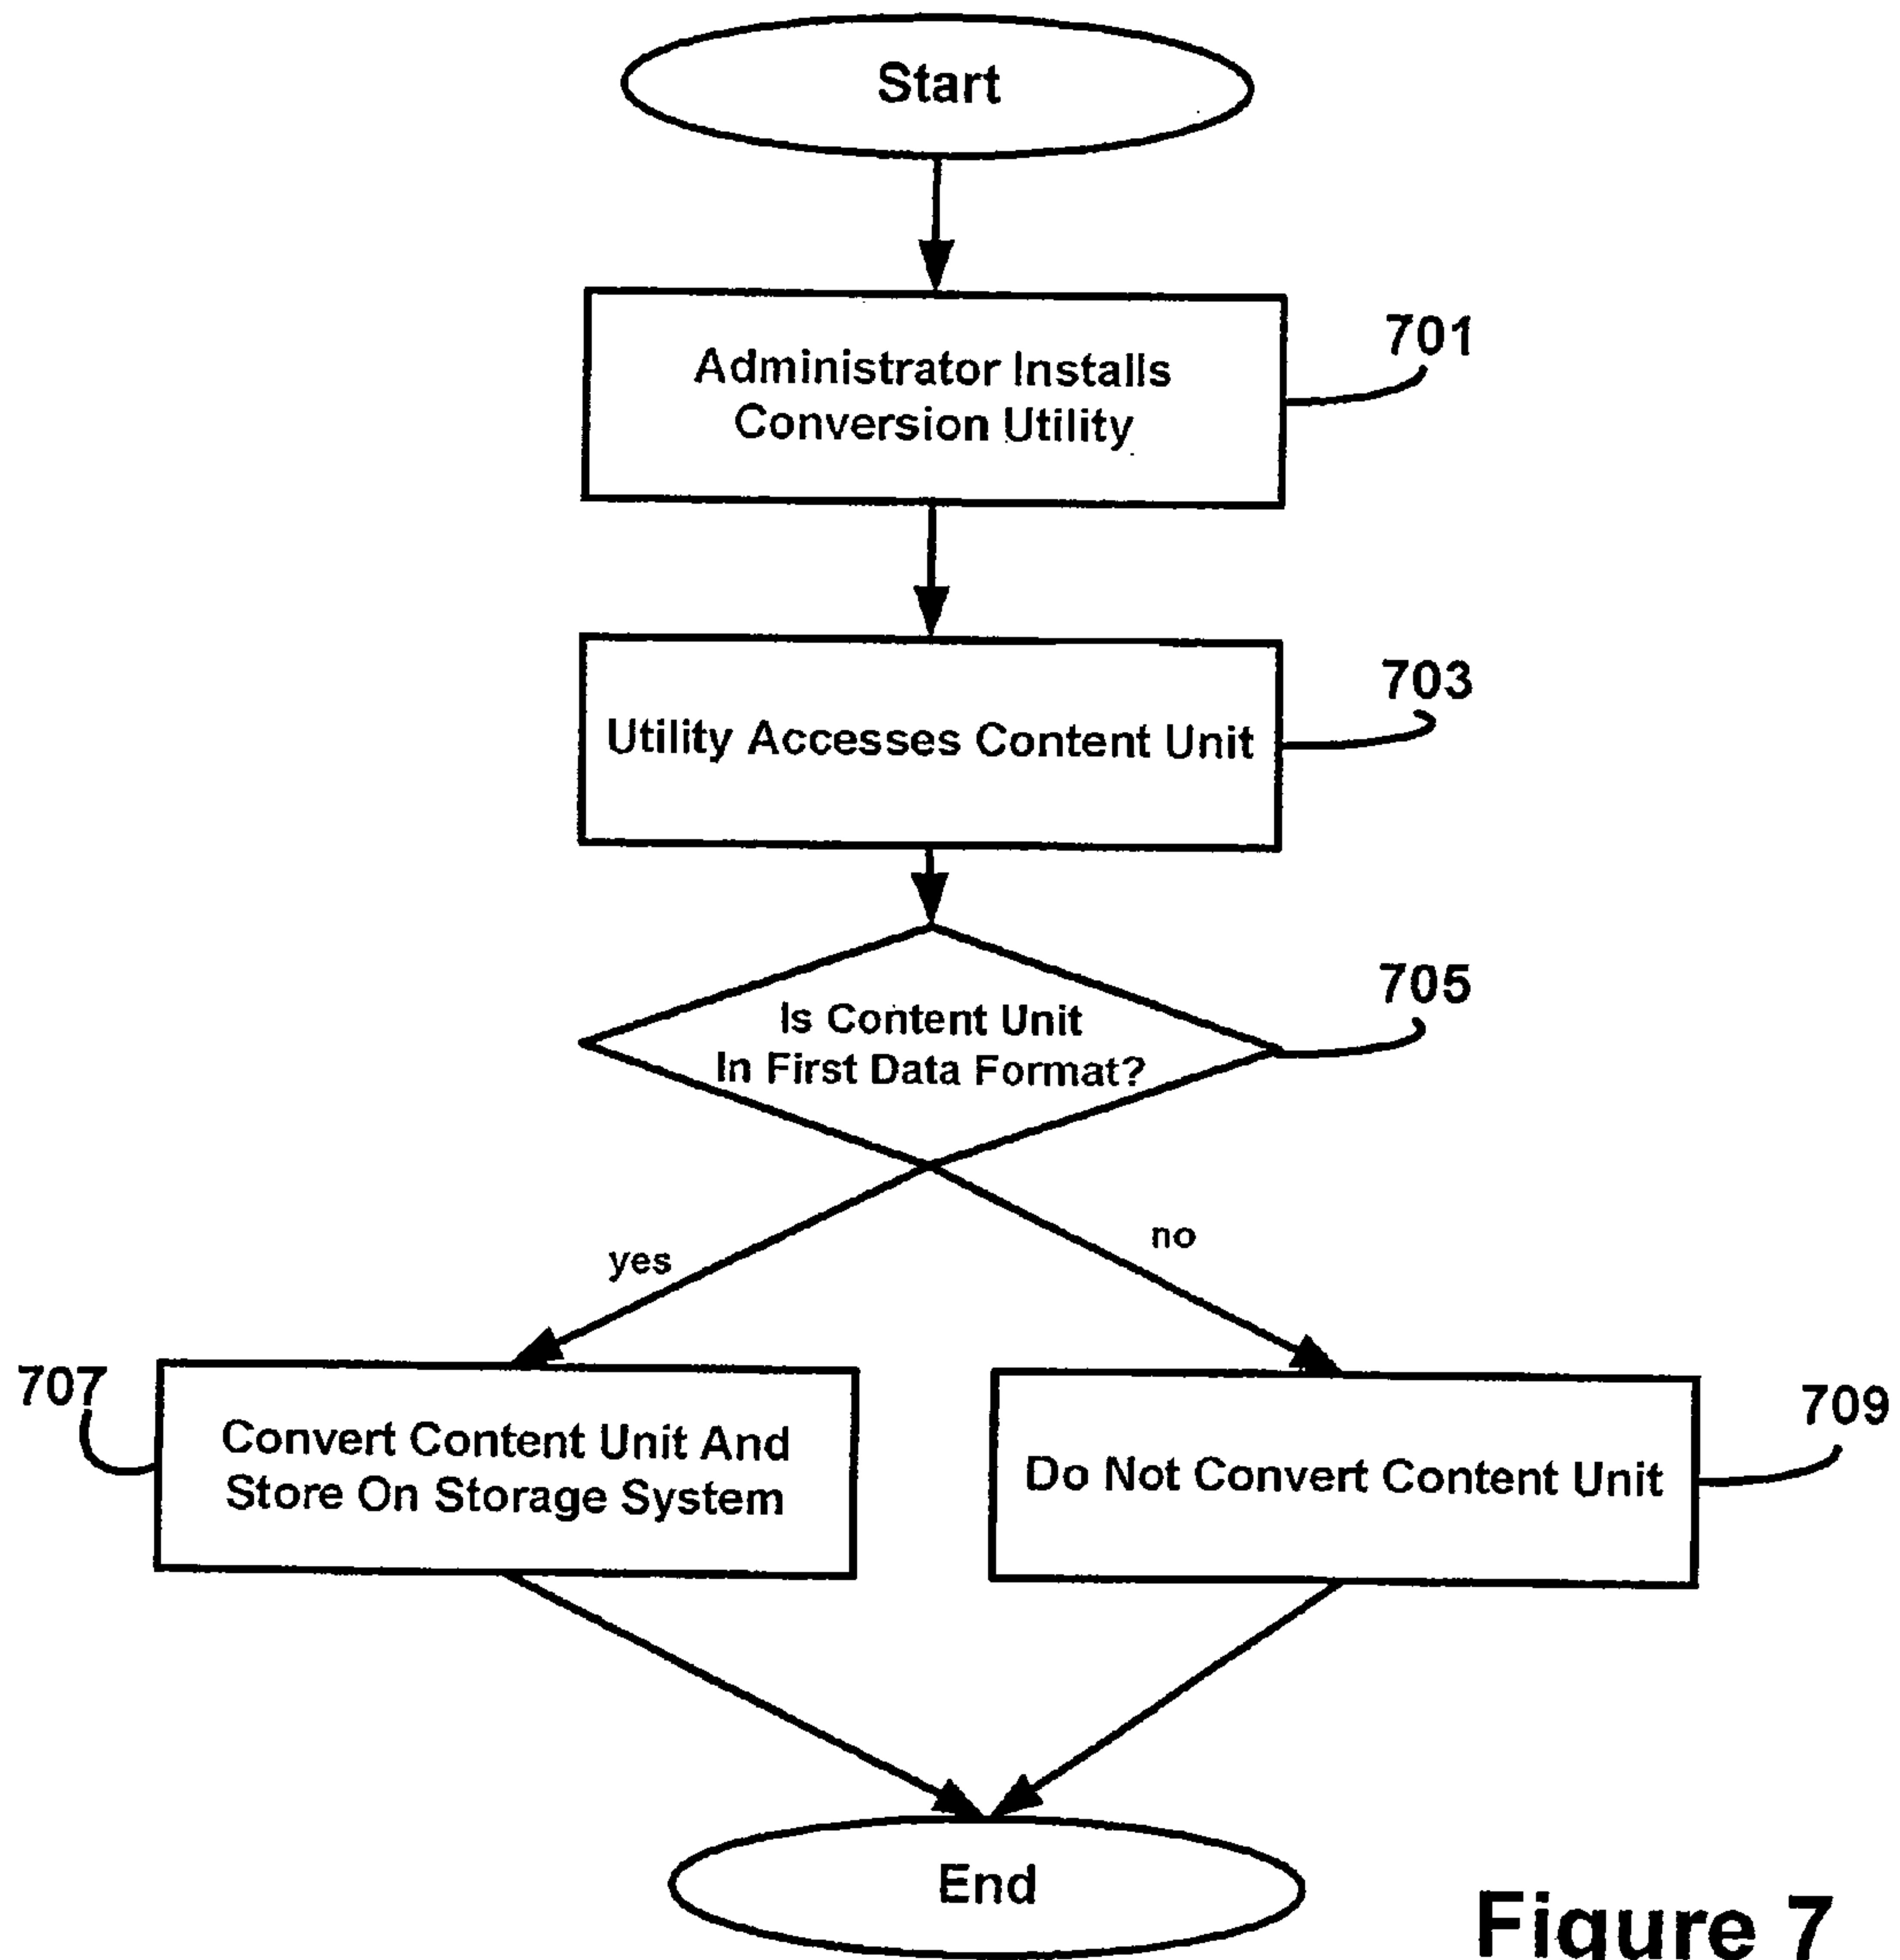 Start
Administrator Installs
Conversion Utility
701
Utility Accesses Content Unit
703
Is Content Unit
In First Data Format?
705
yes
no
707
Convert Content Unit And
Store On Storage System
Do Not Convert Content Unit
709
End
Figure 7